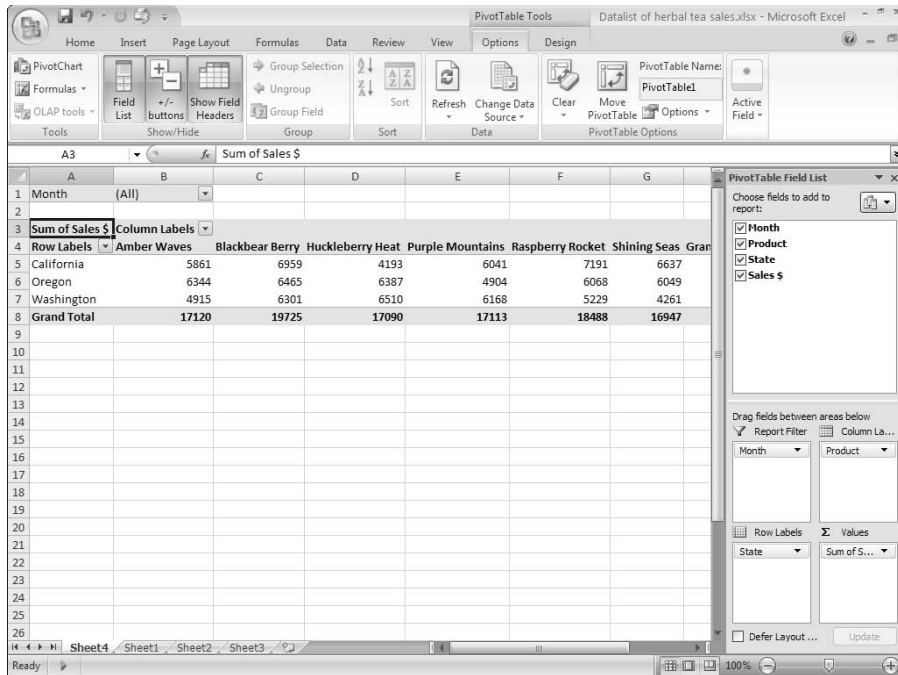 PivotTable Tools Datalist of herbal tea sales.xlsx - Microsoft Excel
Home Insert Page Layout Formulas Data Review View Options Design
PivotChart
Formulas
OLAP tools
Tools
Field List
+/- buttons
Show Field Headers
Show/Hide
Group Selection
Ungroup
Group Field
Group
Sort
Sort
Refresh
Change Data Source
Data
Clear
Move PivotTable
PivotTable Name:
PivotTable1
Options
PivotTable Options
Active Field
A3 fx Sum of Sales $
A B C D E F G
1 Month (All)
2
3 Sum of Sales $ Column Labels
4 Row Labels Amber Waves Blackbear Berry Huckleberry Heat Purple Mountains Raspberry Rocket Shining Seas Gran
5 California 5861 6959 4193 6041 7191 6637
6 Oregon 6344 6465 6387 4904 6068 6049
7 Washington 4915 6301 6510 6168 5229 4261
8 Grand Total 17120 19725 17090 17113 18488 16947
9
10
11
12
13
14
15
16
17
18
19
20
21
22
23
24
25
26
PivotTable Field List
Choose fields to add to
report:
Month
Product
State
Sales $
Drag fields between areas below
Report Filter Column La...
Month Product
Row Labels Σ Values
State Sum of S...
Defer Layout ... Update
Sheet4 Sheet1 Sheet2 Sheet3
Ready 100%